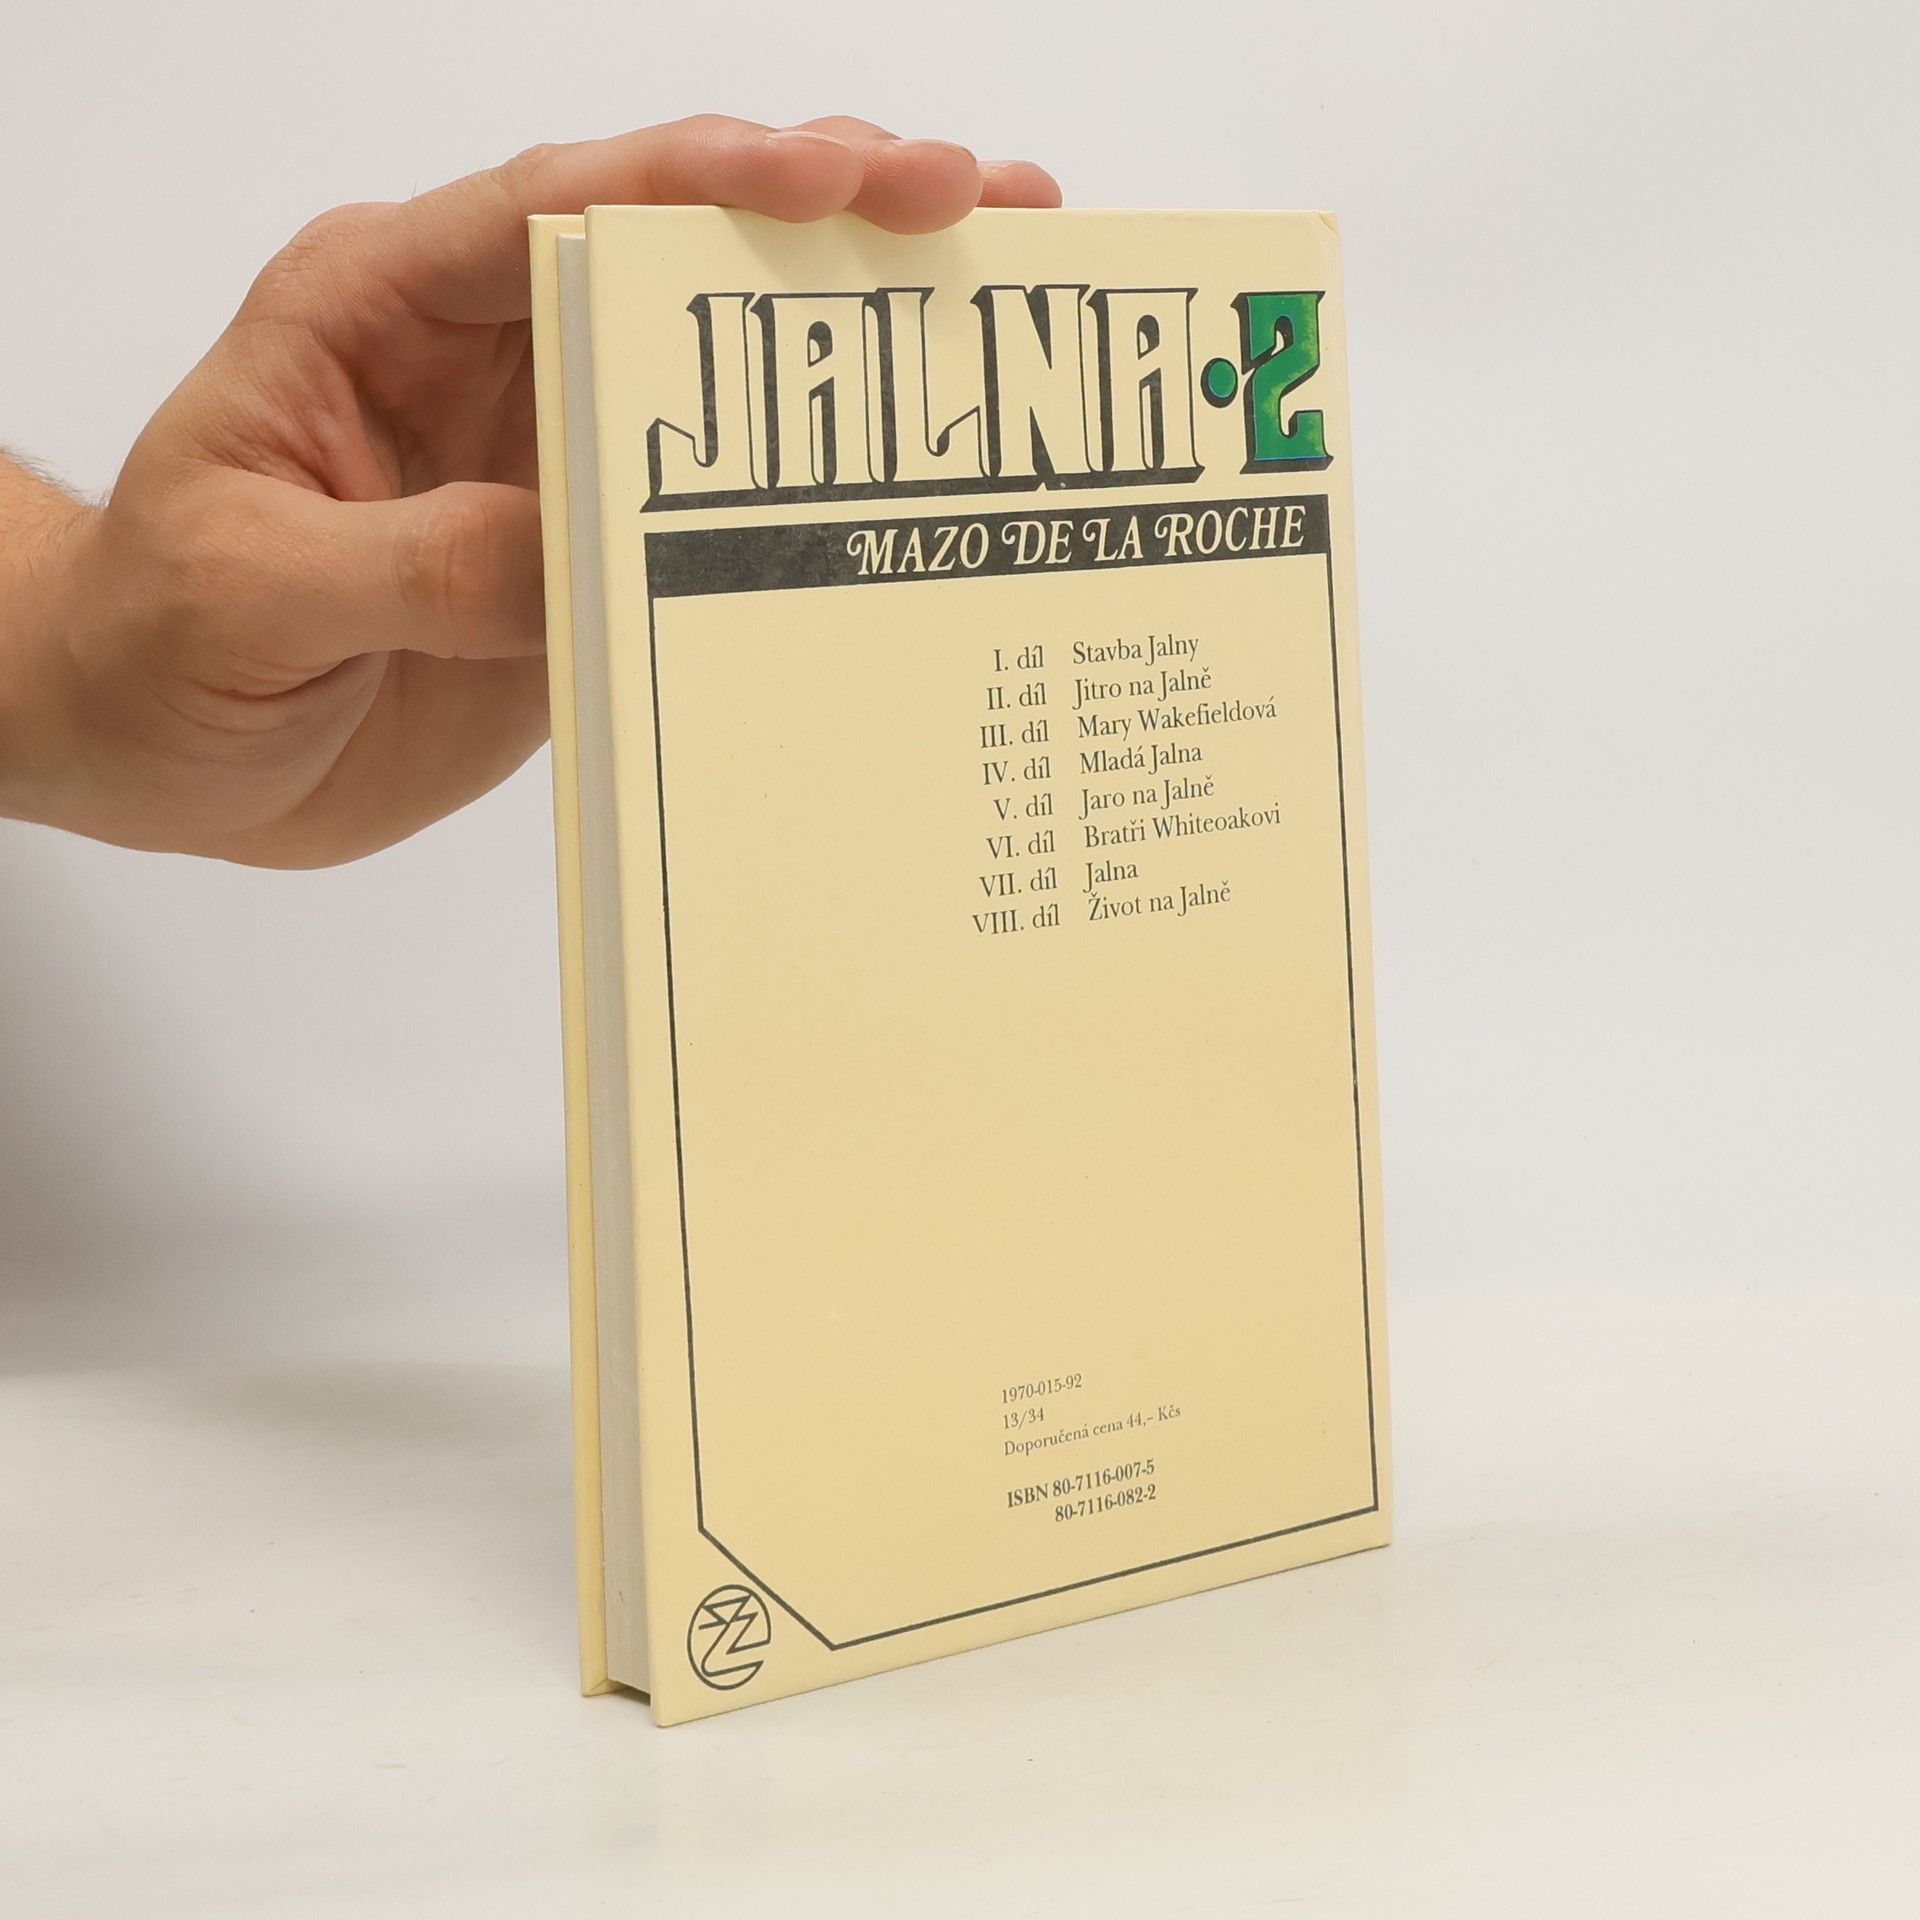 JALNA·2
MAZO DE LA ROCHE
I. díl Stavba Jalny
II. díl Jitro na Jalně
III. díl Mary Wakefieldová
IV. díl Mladá Jalna
V. díl Jaro na Jalně
VI. díl Bratři Whiteoakovi
VII. díl Jalna
VIII. díl Život na Jalně
1970-015-92
13/34
Doporučená cena 44,– Kčs
ISBN 80-7116-007-5
80-7116-082-2